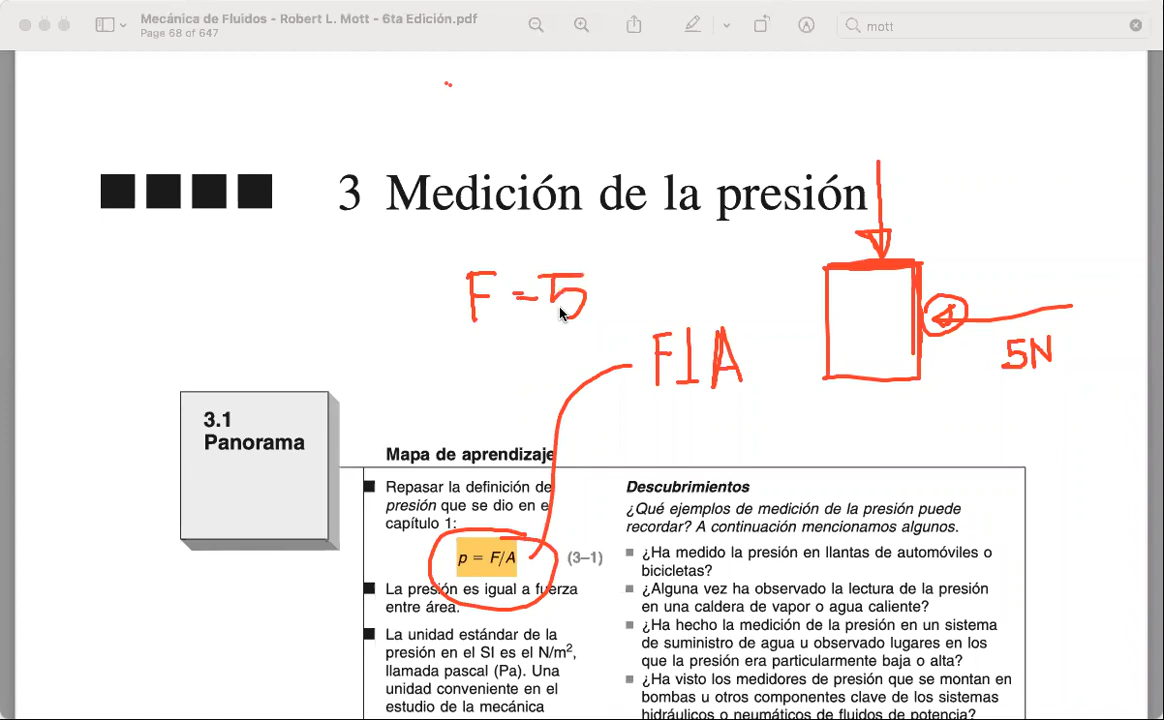 Mecánica de Fluidos - Robert L. Mott - 6ta Edición.pdf
Page 68 of 647
mott
3 Medición de la presión
F = 5
F⊥A
5N
3.1
Panorama
Mapa de aprendizaje
Repasar la definición de
presión que se dio en e
capítulo 1:
p = F/A (3–1)
La presión es igual a fuerza
entre área.
La unidad estándar de la
presión en el SI es el N/m², 
llamada pascal (Pa). Una
unidad conveniente en el
estudio de la mecánica
Descubrimientos
¿Qué ejemplos de medición de la presión puede
recordar? A continuación mencionamos algunos.
¿Ha medido la presión en llantas de automóviles o
bicicletas?
¿Alguna vez ha observado la lectura de la presión
en una caldera de vapor o agua caliente?
¿Ha hecho la medición de la presión en un sistema
de suministro de agua u observado lugares en los
que la presión era particularmente baja o alta?
¿Ha visto los medidores de presión que se montan en
bombas u otros componentes clave de los sistemas
hidráulicos o neumáticos de fluidos de potencia?